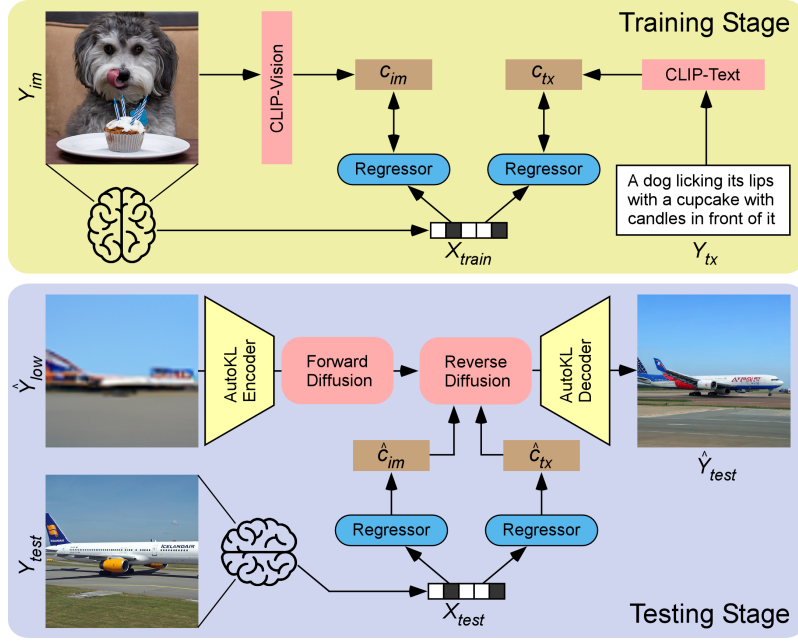 Training Stage
Y_im
CLIP-Vision
c_im
c_tx
CLIP-Text
Regressor
Regressor
A dog licking its lips
with a cupcake with
candles in front of it
X_train
Y_tx
Ŷ_low
AutoKL
Encoder
Forward
Diffusion
Reverse
Diffusion
AutoKL
Decoder
Ŷ_test
ĉ_im
ĉ_tx
Y_test
ICELANDAIR
Regressor
Regressor
X_test
Testing Stage